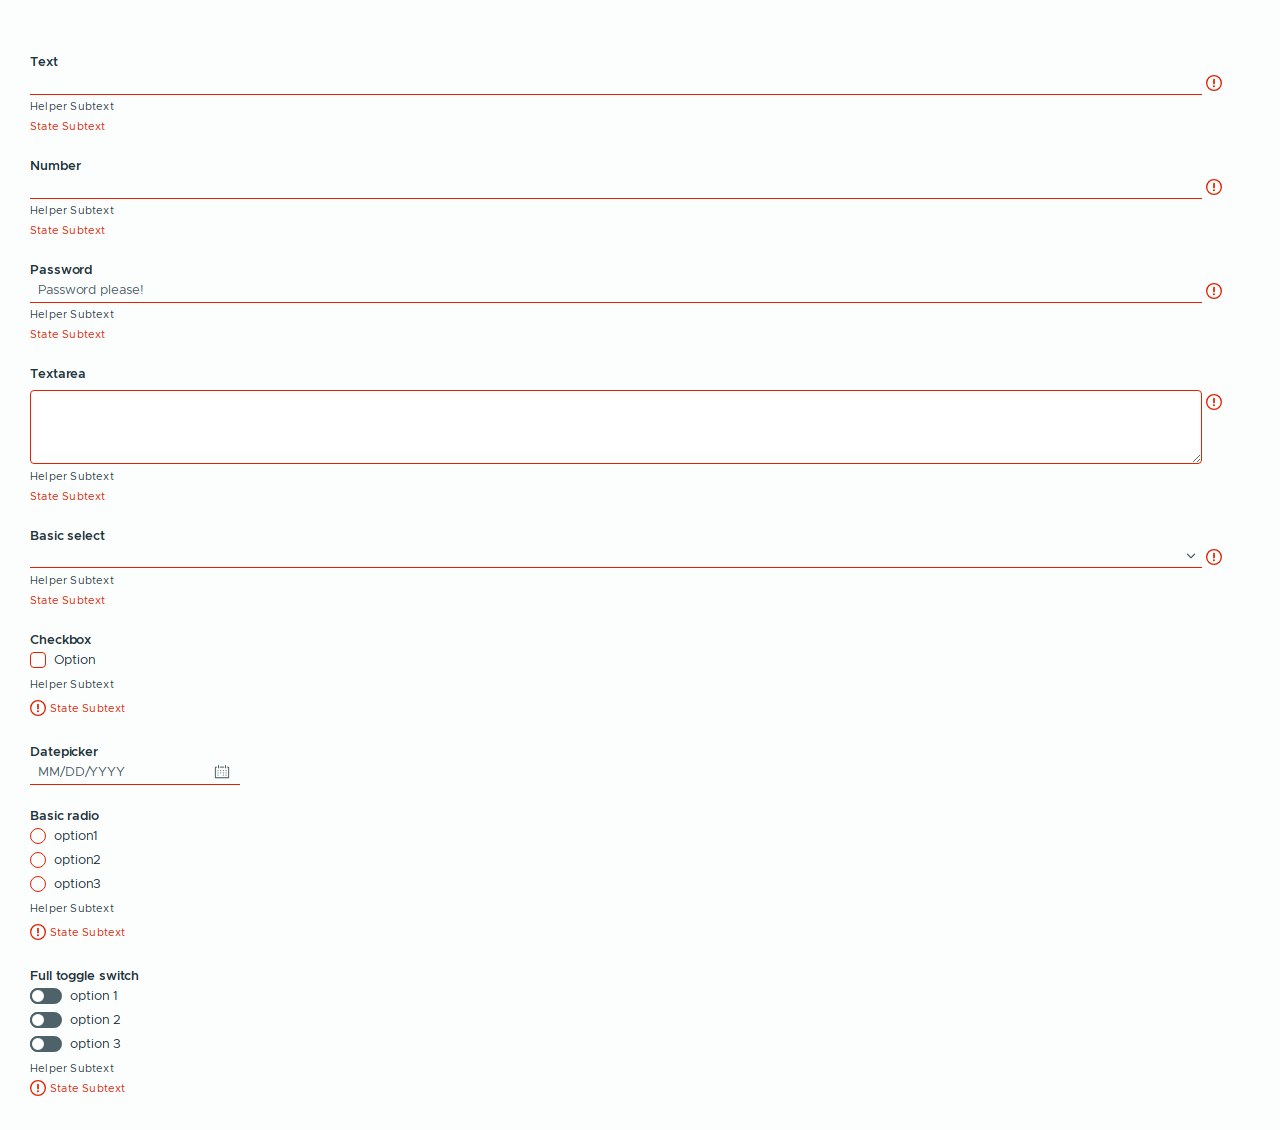 Text
Helper Subtext
State Subtext
Number
Helper Subtext
State Subtext
Password
Password please!
Helper Subtext
State Subtext
Textarea
Helper Subtext
State Subtext
Basic select
Helper Subtext
State Subtext
Checkbox
Option
Helper Subtext
State Subtext
Datepicker
MM/DD/YYYY
Basic radio
option1
option2
option3
Helper Subtext
State Subtext
Full toggle switch
option 1
option 2
option 3
Helper Subtext
State Subtext